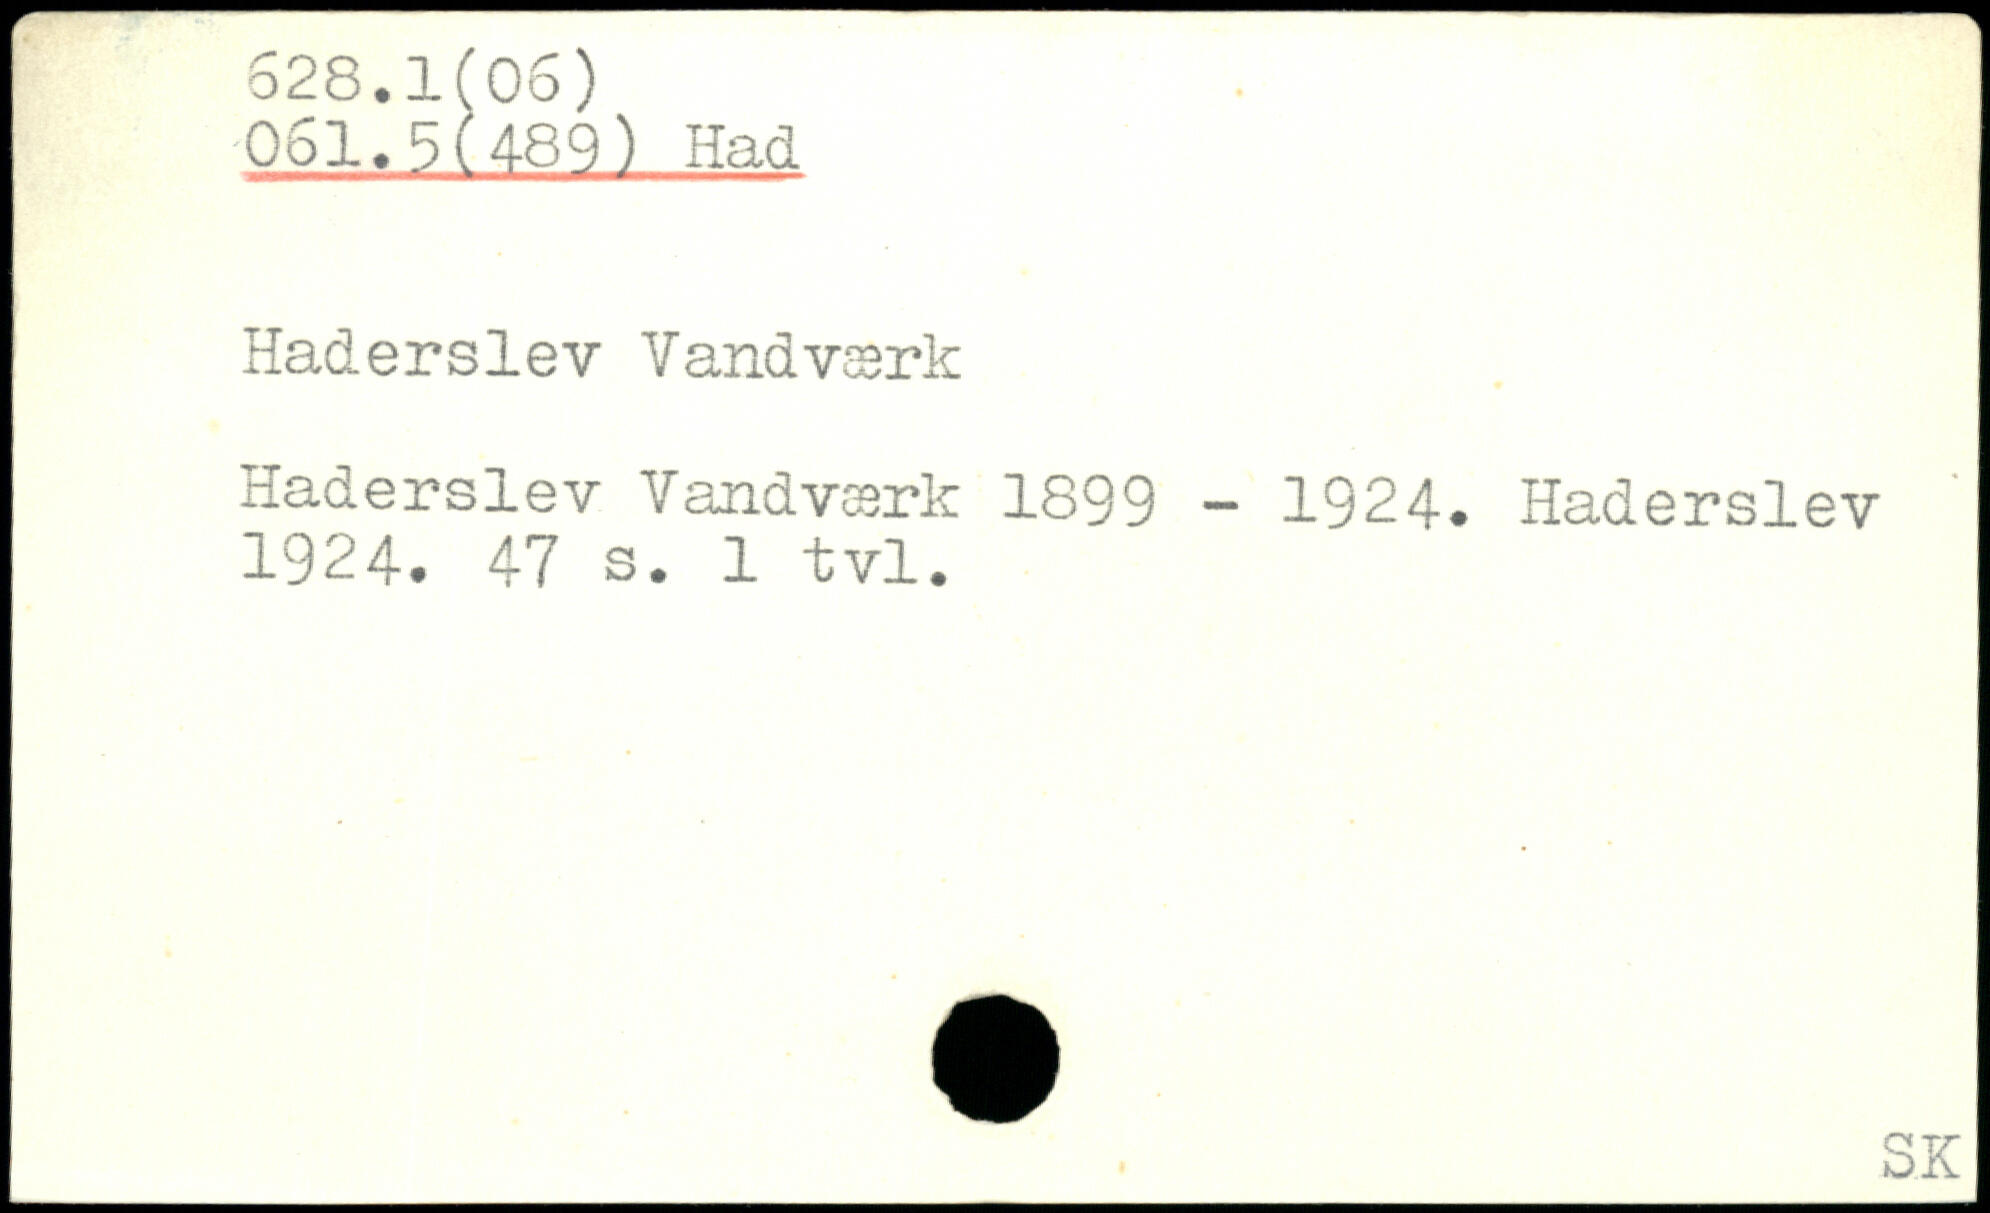 628.1(06)
061.5(489) Had
Haderslev Vandværk
Haderslev Vandværk 1899 - 1924. Haderslev
1924. 47 s. 1 tvl.
SK